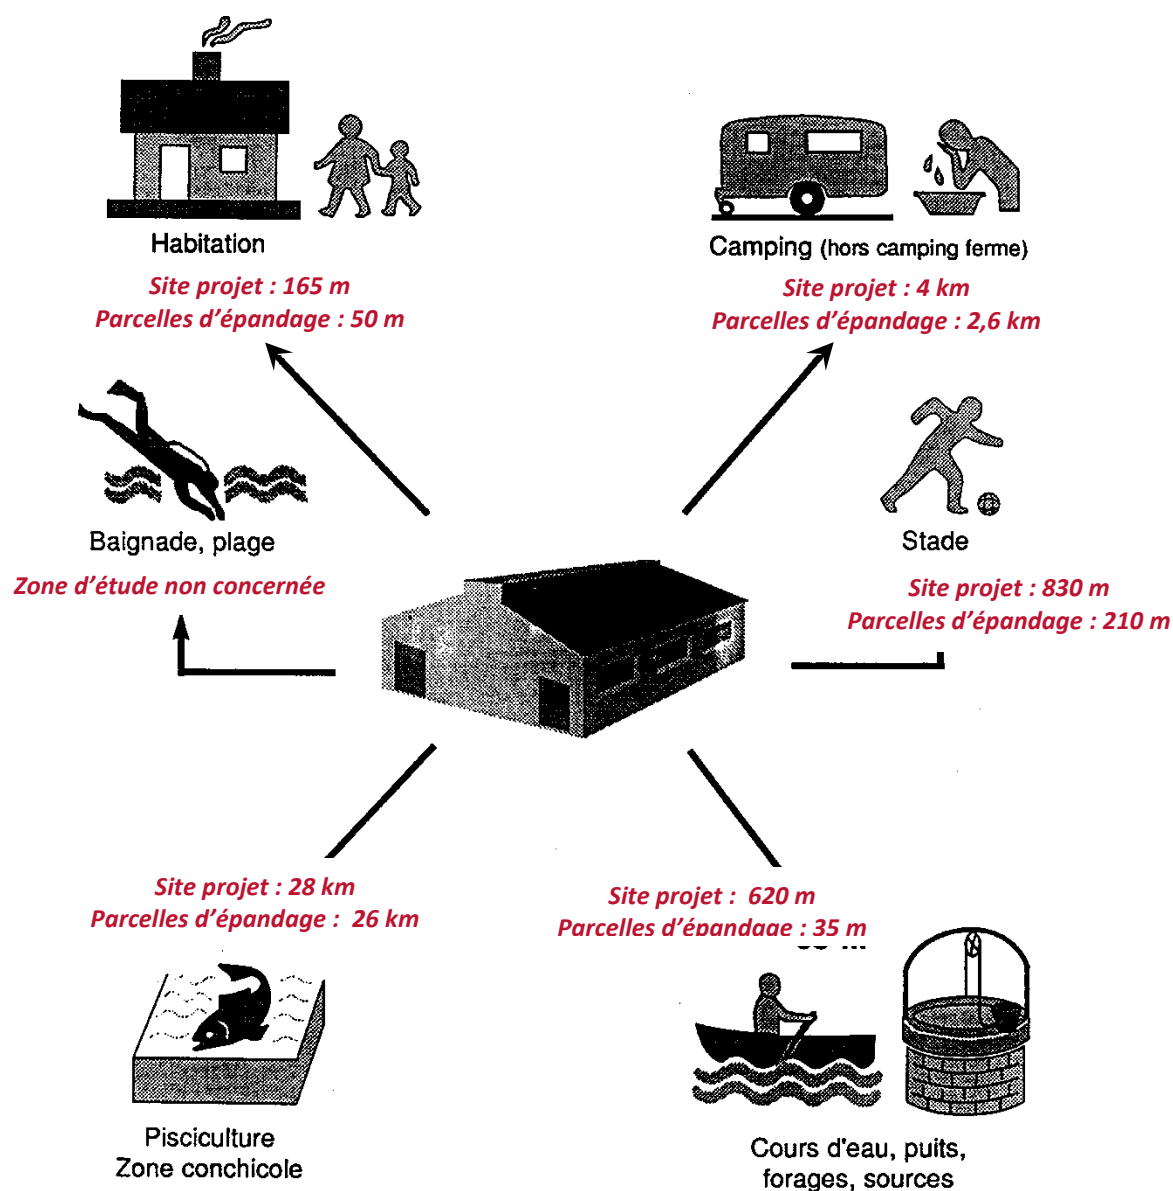 Habitation
Site projet : 165 m
Parcelles d'épandage : 50 m
Camping (hors camping ferme)
Site projet : 4 km
Parcelles d'épandage : 2,6 km
Baignade, plage
Zone d'étude non concernée
Stade
Site projet : 830 m
Parcelles d'épandage : 210 m
Site projet : 28 km
Parcelles d'épandage : 26 km
Pisciculture
Zone conchicole
Site projet : 620 m
Parcelles d'épandage : 35 m
Cours d'eau, puits,
forages, sources